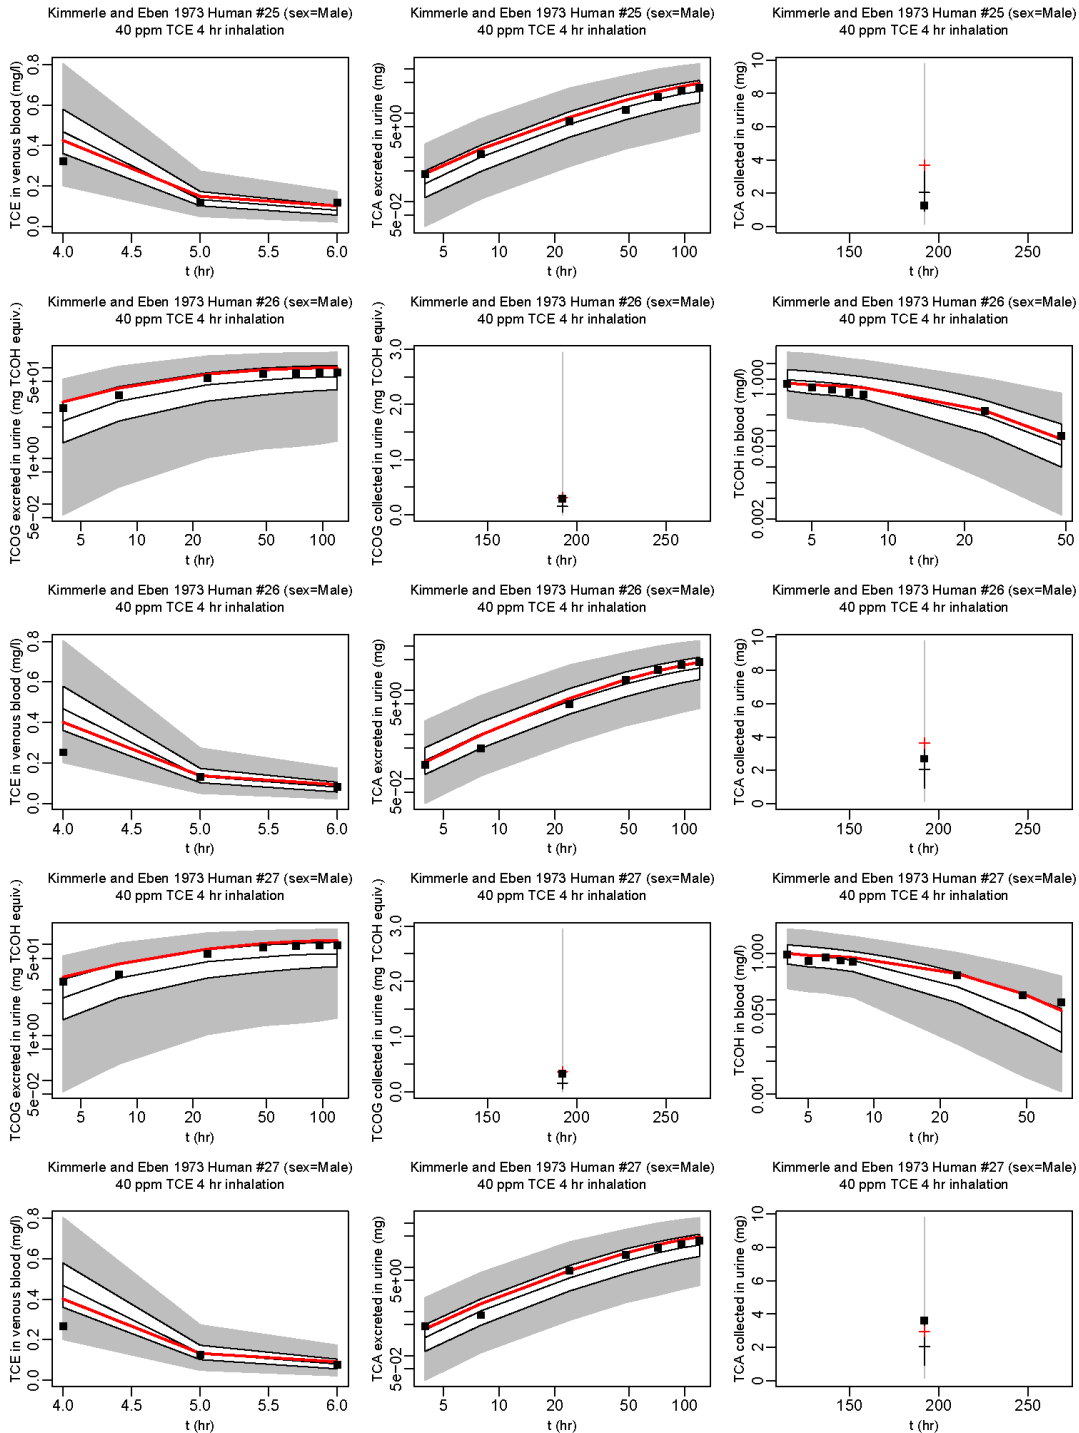 Kimmerle and Eben 1973 Human #25 (sex=Male)
40 ppm TCE 4 hr inhalation
TCE in venous blood (mg/l)
0.0 0.2 0.4 0.6 0.8
4.0 4.5 5.0 5.5 6.0
t (hr)
Kimmerle and Eben 1973 Human #25 (sex=Male)
40 ppm TCE 4 hr inhalation
TCA excreted in urine (mg)
5e-02 5e+00
5 10 20 50 100
t (hr)
Kimmerle and Eben 1973 Human #25 (sex=Male)
40 ppm TCE 4 hr inhalation
TCA collected in urine (mg)
0 2 4 6 8 10
150 200 250
t (hr)
Kimmerle and Eben 1973 Human #26 (sex=Male)
40 ppm TCE 4 hr inhalation
TCOG excreted in urine (mg TCOH equiv.)
5e-02 1e+00 5e+01
5 10 20 50 100
t (hr)
Kimmerle and Eben 1973 Human #26 (sex=Male)
40 ppm TCE 4 hr inhalation
TCOG collected in urine (mg TCOH equiv.)
0.0 1.0 2.0 3.0
150 200 250
t (hr)
Kimmerle and Eben 1973 Human #26 (sex=Male)
40 ppm TCE 4 hr inhalation
TCOH in blood (mg/l)
0.002 0.050 1.000
5 10 20 50
t (hr)
Kimmerle and Eben 1973 Human #26 (sex=Male)
40 ppm TCE 4 hr inhalation
TCE in venous blood (mg/l)
0.0 0.2 0.4 0.6 0.8
4.0 4.5 5.0 5.5 6.0
t (hr)
Kimmerle and Eben 1973 Human #26 (sex=Male)
40 ppm TCE 4 hr inhalation
TCA excreted in urine (mg)
5e-02 5e+00
5 10 20 50 100
t (hr)
Kimmerle and Eben 1973 Human #26 (sex=Male)
40 ppm TCE 4 hr inhalation
TCA collected in urine (mg)
0 2 4 6 8 10
150 200 250
t (hr)
Kimmerle and Eben 1973 Human #27 (sex=Male)
40 ppm TCE 4 hr inhalation
TCOG excreted in urine (mg TCOH equiv.)
5e-02 1e+00 5e+01
5 10 20 50 100
t (hr)
Kimmerle and Eben 1973 Human #27 (sex=Male)
40 ppm TCE 4 hr inhalation
TCOG collected in urine (mg TCOH equiv.)
0.0 1.0 2.0 3.0
150 200 250
t (hr)
Kimmerle and Eben 1973 Human #27 (sex=Male)
40 ppm TCE 4 hr inhalation
TCOH in blood (mg/l)
0.001 0.050 1.000
5 10 20 50
t (hr)
Kimmerle and Eben 1973 Human #27 (sex=Male)
40 ppm TCE 4 hr inhalation
TCE in venous blood (mg/l)
0.0 0.2 0.4 0.6 0.8
4.0 4.5 5.0 5.5 6.0
t (hr)
Kimmerle and Eben 1973 Human #27 (sex=Male)
40 ppm TCE 4 hr inhalation
TCA excreted in urine (mg)
5e-02 5e+00
5 10 20 50 100
t (hr)
Kimmerle and Eben 1973 Human #27 (sex=Male)
40 ppm TCE 4 hr inhalation
TCA collected in urine (mg)
0 2 4 6 8 10
150 200 250
t (hr)